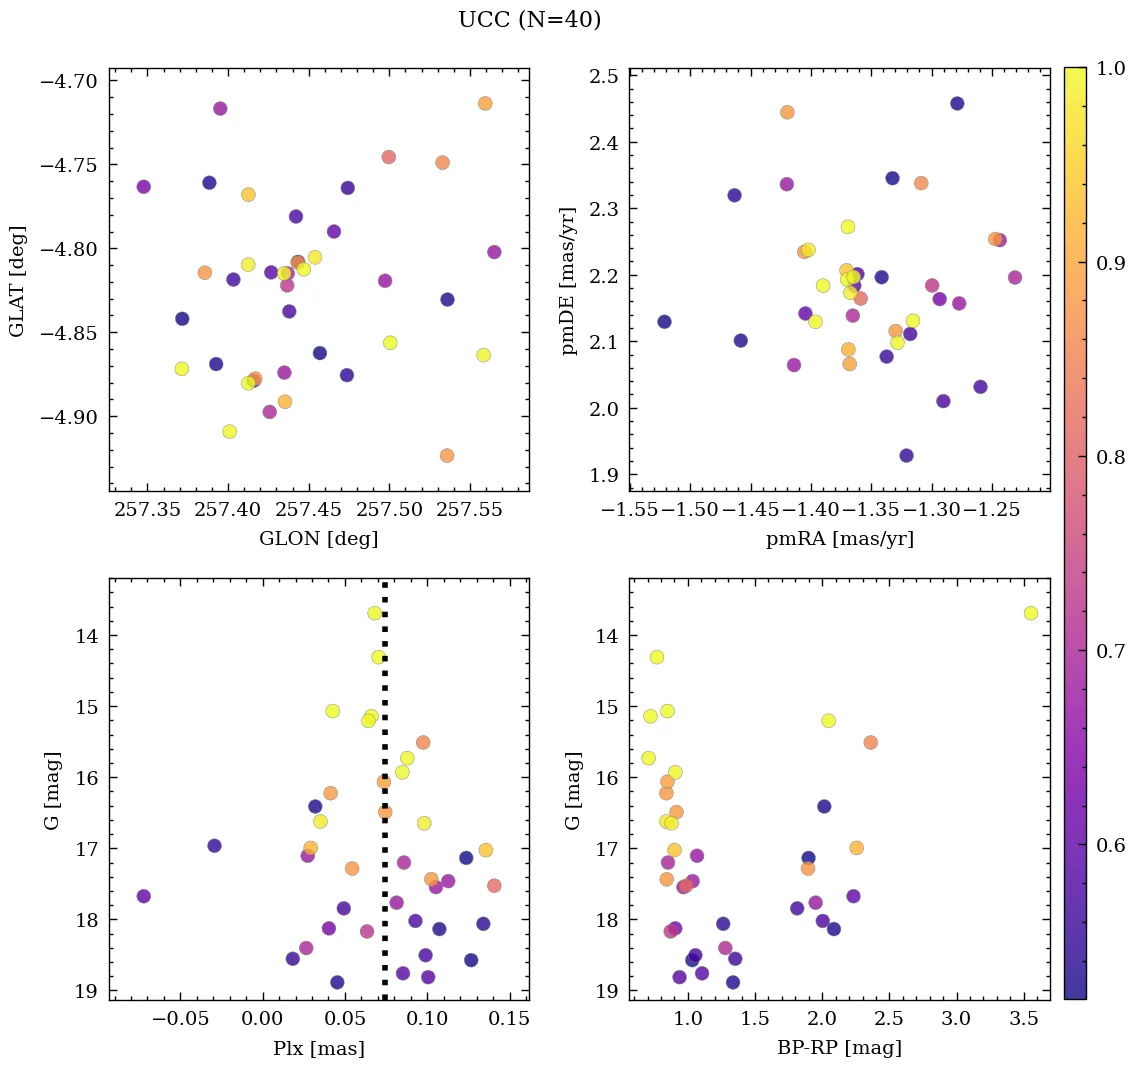 UCC (N=40)
−4.70
−4.75
−4.80
−4.85
−4.90
GLAT [deg]
257.35 257.40 257.45 257.50 257.55
GLON [deg]
2.5
2.4
2.3
2.2
2.1
2.0
1.9
pmDE [mas/yr]
−1.55 −1.50 −1.45 −1.40 −1.35 −1.30 −1.25
pmRA [mas/yr]
14
15
16
17
18
19
G [mag]
−0.05 0.00 0.05 0.10 0.15
Plx [mas]
14
15
16
17
18
19
G [mag]
1.0 1.5 2.0 2.5 3.0 3.5
BP-RP [mag]
1.0
0.9
0.8
0.7
0.6